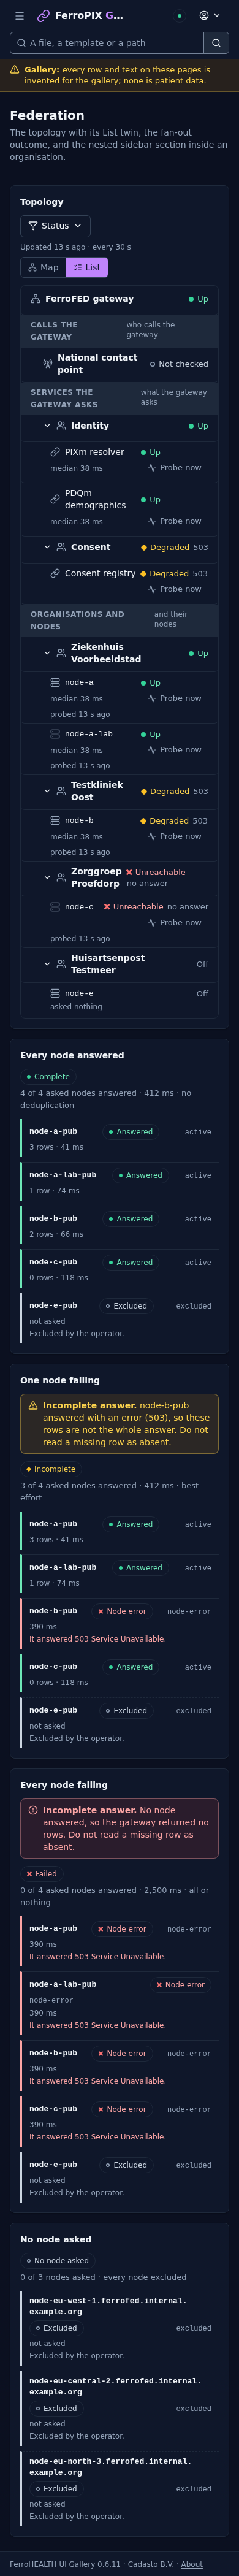 FerroPIX G...
A file, a template or a path
Gallery: every row and text on these pages is
invented for the gallery; none is patient data.
Federation
The topology with its List twin, the fan-out
outcome, and the nested sidebar section inside an
organisation.
Topology
Status
Updated 13 s ago · every 30 s
Map List
FerroFED gateway Up
CALLS THE GATEWAY who calls the gateway
National contact point Not checked
SERVICES THE GATEWAY ASKS what the gateway asks
Identity Up
PIXm resolver Up
median 38 ms Probe now
PDQm demographics Up
median 38 ms Probe now
Consent Degraded 503
Consent registry Degraded 503
Probe now
ORGANISATIONS AND NODES and their nodes
Ziekenhuis Voorbeeldstad Up
node-a Up
median 38 ms Probe now
probed 13 s ago
node-a-lab Up
median 38 ms Probe now
probed 13 s ago
Testkliniek Oost Degraded 503
node-b Degraded 503
median 38 ms Probe now
probed 13 s ago
Zorggroep Proefdorp Unreachable no answer
node-c Unreachable no answer
Probe now
probed 13 s ago
Huisartsenpost Testmeer Off
node-e Off
asked nothing
Every node answered
Complete
4 of 4 asked nodes answered · 412 ms · no
deduplication
node-a-pub Answered active
3 rows · 41 ms
node-a-lab-pub Answered active
1 row · 74 ms
node-b-pub Answered active
2 rows · 66 ms
node-c-pub Answered active
0 rows · 118 ms
node-e-pub Excluded excluded
not asked
Excluded by the operator.
One node failing
Incomplete answer. node-b-pub
answered with an error (503), so these
rows are not the whole answer. Do not
read a missing row as absent.
Incomplete
3 of 4 asked nodes answered · 412 ms · best
effort
node-a-pub Answered active
3 rows · 41 ms
node-a-lab-pub Answered active
1 row · 74 ms
node-b-pub Node error node-error
390 ms
It answered 503 Service Unavailable.
node-c-pub Answered active
0 rows · 118 ms
node-e-pub Excluded excluded
not asked
Excluded by the operator.
Every node failing
Incomplete answer. No node
answered, so the gateway returned no
rows. Do not read a missing row as
absent.
Failed
0 of 4 asked nodes answered · 2,500 ms · all or
nothing
node-a-pub Node error node-error
390 ms
It answered 503 Service Unavailable.
node-a-lab-pub Node error
node-error
390 ms
It answered 503 Service Unavailable.
node-b-pub Node error node-error
390 ms
It answered 503 Service Unavailable.
node-c-pub Node error node-error
390 ms
It answered 503 Service Unavailable.
node-e-pub Excluded excluded
not asked
Excluded by the operator.
No node asked
No node asked
0 of 3 nodes asked · every node excluded
node-eu-west-1.ferrofed.internal.
example.org
Excluded excluded
not asked
Excluded by the operator.
node-eu-central-2.ferrofed.internal.
example.org
Excluded excluded
not asked
Excluded by the operator.
node-eu-north-3.ferrofed.internal.
example.org
Excluded excluded
not asked
Excluded by the operator.
FerroHEALTH UI Gallery 0.6.11 · Cadasto B.V. · About